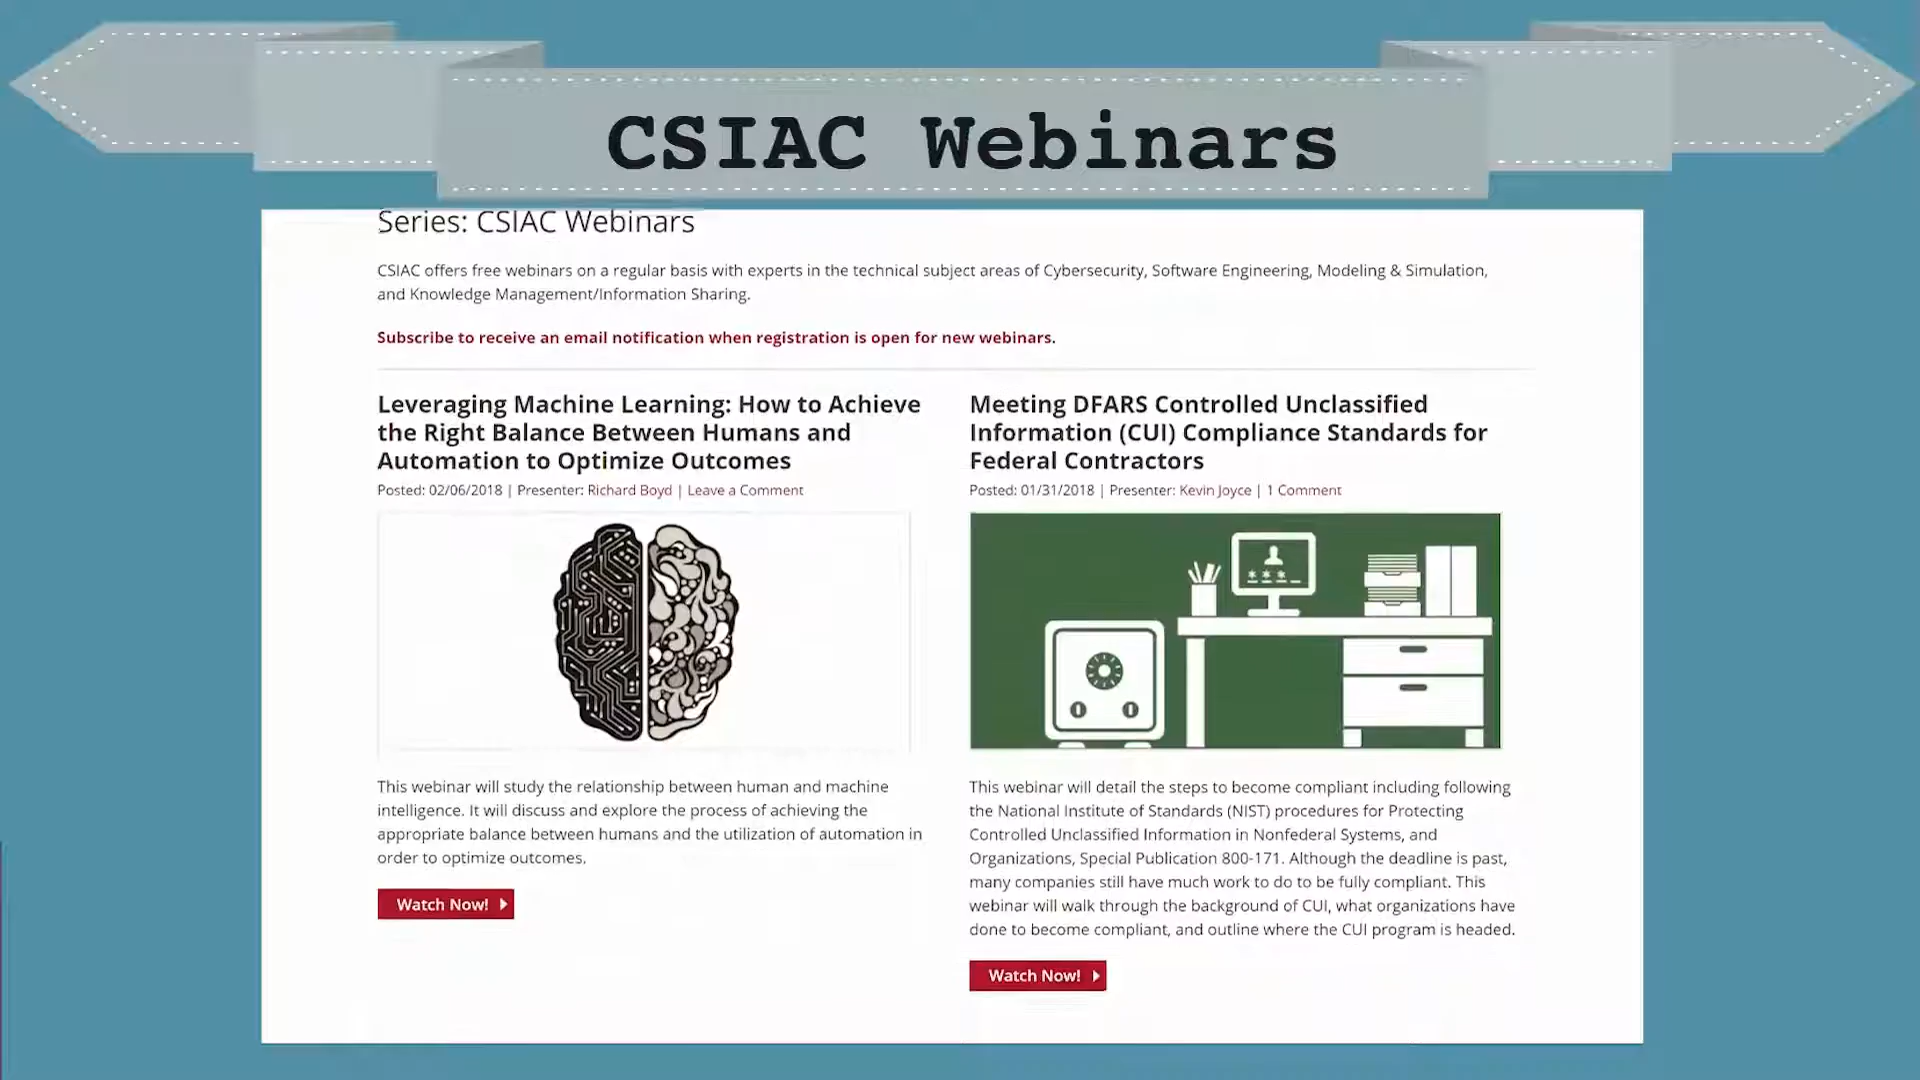 CSIAC Webinars
Series: CSIAC Webinars
CSIAC offers free webinars on a regular basis with experts in the technical subject areas of Cybersecurity, Software Engineering, Modeling & Simulation,
and Knowledge Management/Information Sharing.
Subscribe to receive an email notification when registration is open for new webinars.
Leveraging Machine Learning: How to Achieve
the Right Balance Between Humans and
Automation to Optimize Outcomes
Posted: 02/06/2018 | Presenter: Richard Boyd | Leave a Comment
This webinar will study the relationship between human and machine
intelligence. It will discuss and explore the process of achieving the
appropriate balance between humans and the utilization of automation in
order to optimize outcomes.
Watch Now!
Meeting DFARS Controlled Unclassified
Information (CUI) Compliance Standards for
Federal Contractors
Posted: 01/31/2018 | Presenter: Kevin Joyce | 1 Comment
***_
This webinar will detail the steps to become compliant including following
the National Institute of Standards (NIST) procedures for Protecting
Controlled Unclassified Information in Nonfederal Systems, and
Organizations, Special Publication 800-171. Although the deadline is past,
many companies still have much work to do to be fully compliant. This
webinar will walk through the background of CUI, what organizations have
done to become compliant, and outline where the CUI program is headed.
Watch Now!